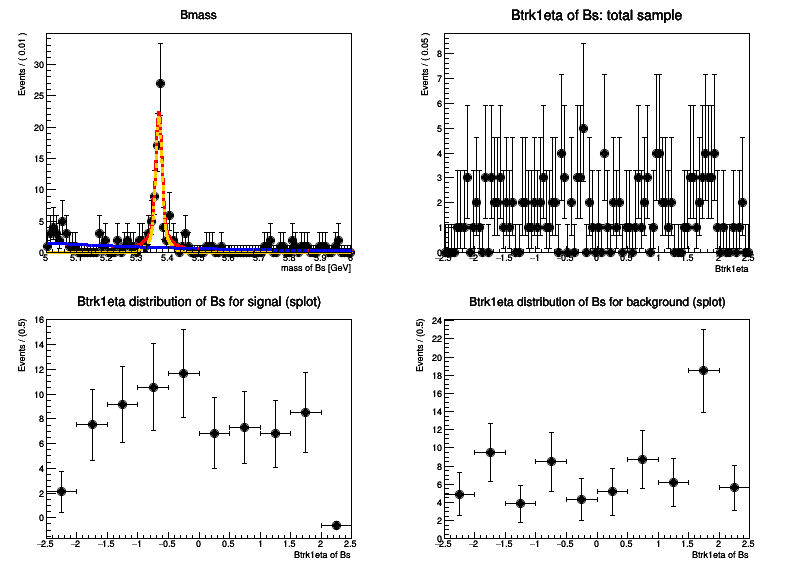 Bmass
Events / ( 0.01 )
30
25
20
15
10
5
0
5 5.1 5.2 5.3 5.4 5.5 5.6 5.7 5.8 5.9 6
mass of Bs [GeV]
Btrk1eta of Bs: total sample
Events / ( 0.05 )
8
7
6
5
4
3
2
1
0
−2.5 −2 −1.5 −1 −0.5 0 0.5 1 1.5 2 2.5
Btrk1eta
Btrk1eta distribution of Bs for signal (splot)
Events / (0.5)
16
14
12
10
8
6
4
2
0
−2.5 −2 −1.5 −1 −0.5 0 0.5 1 1.5 2 2.5
Btrk1eta of Bs
Btrk1eta distribution of Bs for background (splot)
Events / (0.5)
24
22
20
18
16
14
12
10
8
6
4
2
0
−2.5 −2 −1.5 −1 −0.5 0 0.5 1 1.5 2 2.5
Btrk1eta of Bs